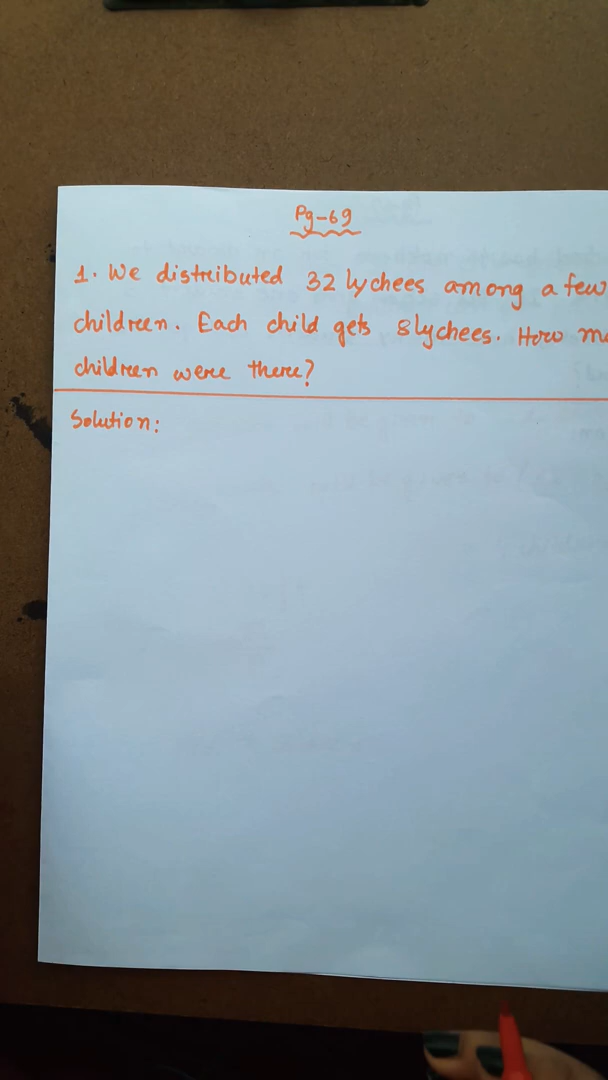 Pg-69
1. We distributed 32 lychees among a few
children. Each child gets 8 lychees. How
children were there?
Solution: